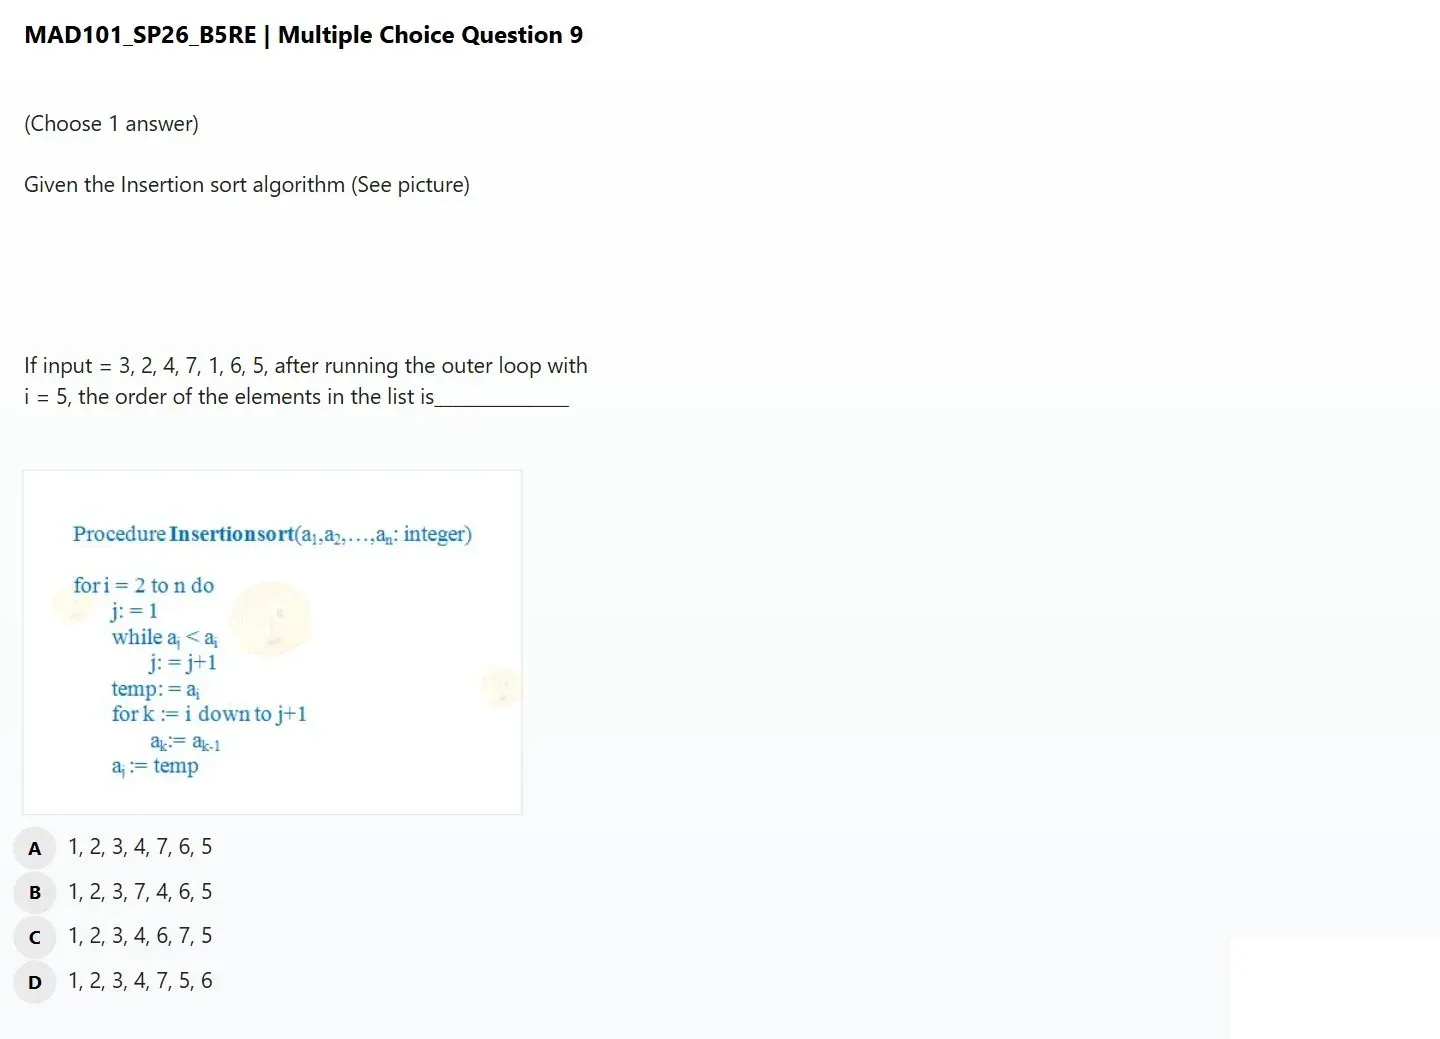 MAD101_SP26_B5RE | Multiple Choice Question 9
(Choose 1 answer)
Given the Insertion sort algorithm (See picture)
If input = 3, 2, 4, 7, 1, 6, 5, after running the outer loop with
i = 5, the order of the elements in the list is____________
Procedure Insertionsort(a₁,a₂,…,aₙ: integer)
for i = 2 to n do
j: = 1
while aⱼ < aᵢ
j: = j+1
temp: = aᵢ
for k := i down to j+1
aₖ:= aₖ₋₁
aⱼ := temp
A 1, 2, 3, 4, 7, 6, 5
B 1, 2, 3, 7, 4, 6, 5
C 1, 2, 3, 4, 6, 7, 5
D 1, 2, 3, 4, 7, 5, 6